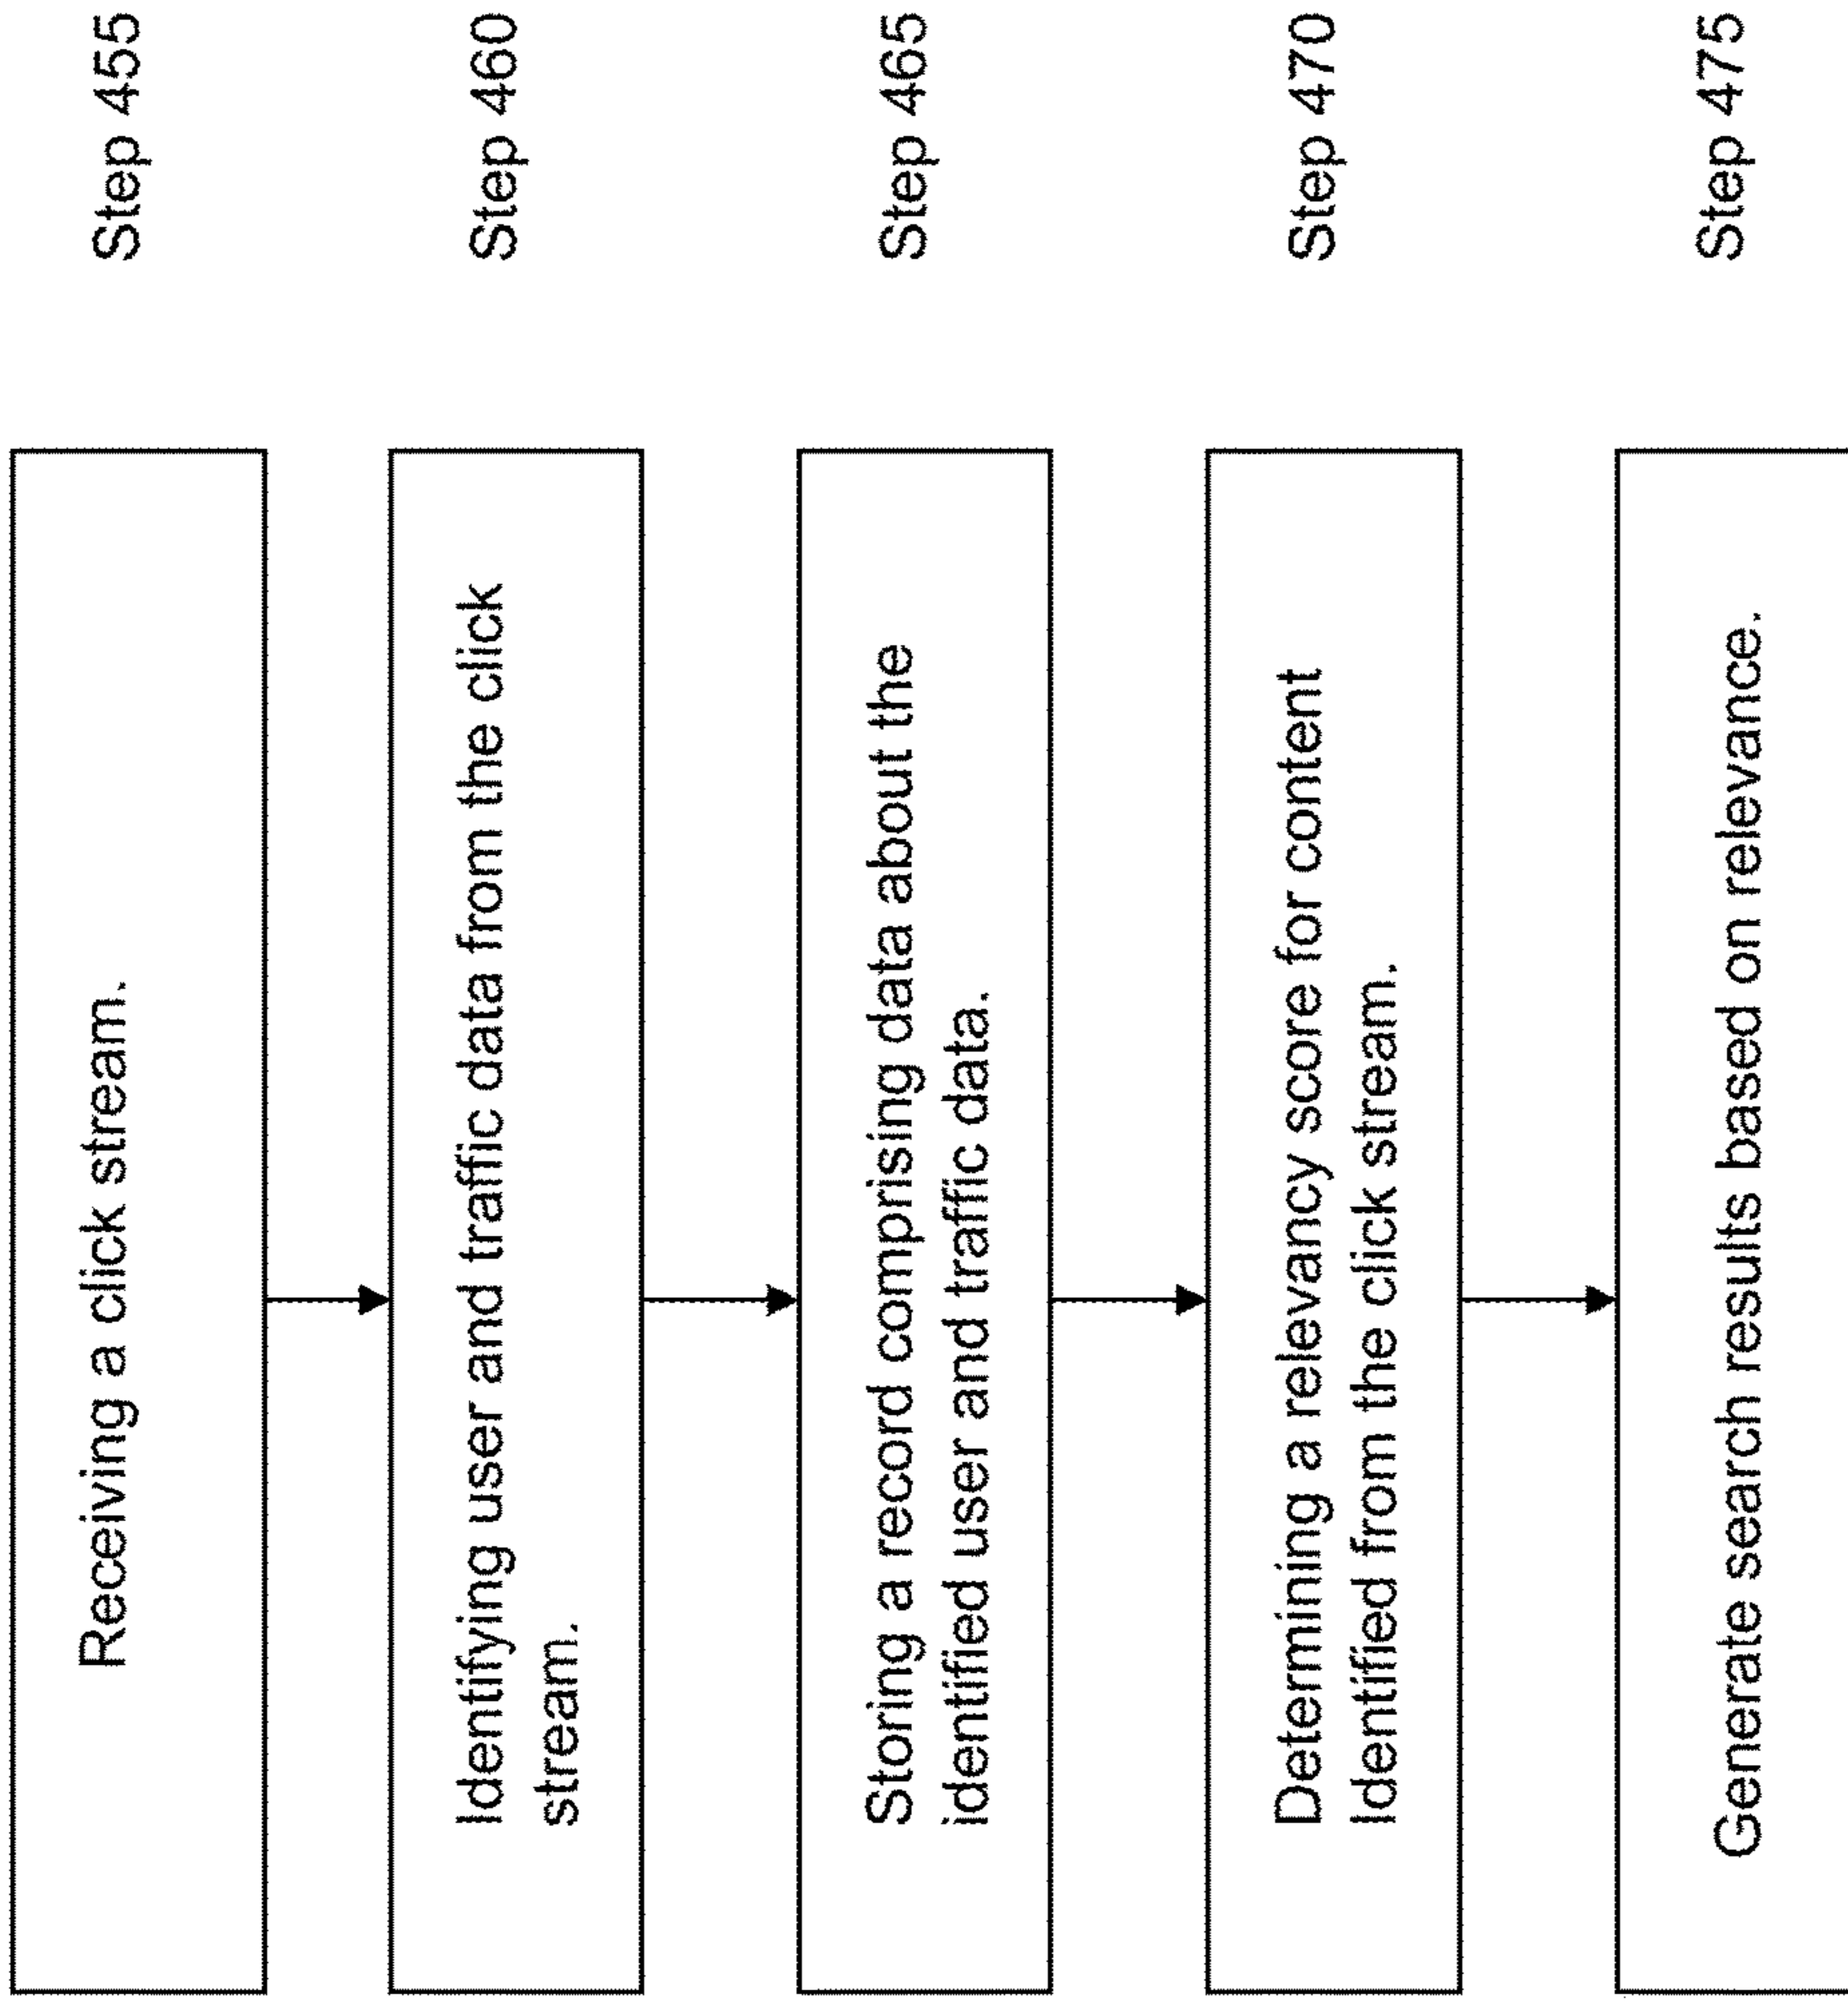 Receiving a click stream.
Step 455
Identifying user and traffic data from the click
stream.
Step 460
Storing a record comprising data about the
identified user and traffic data.
Step 465
Determining a relevancy score for content
Identified from the click stream.
Step 470
Generate search results based on relevance.
Step 475